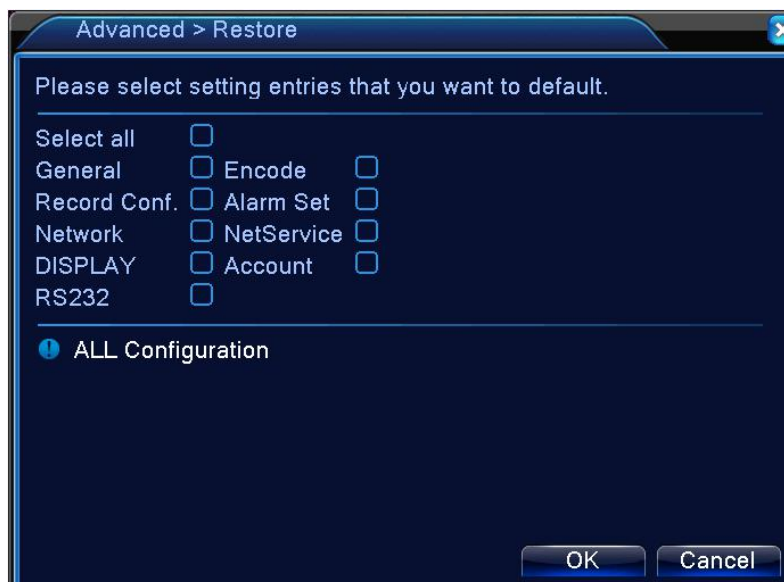 Advanced > Restore
Please select setting entries that you want to default.
Select all
General Encode
Record Conf. Alarm Set
Network NetService
DISPLAY Account
RS232
ALL Configuration
OK Cancel